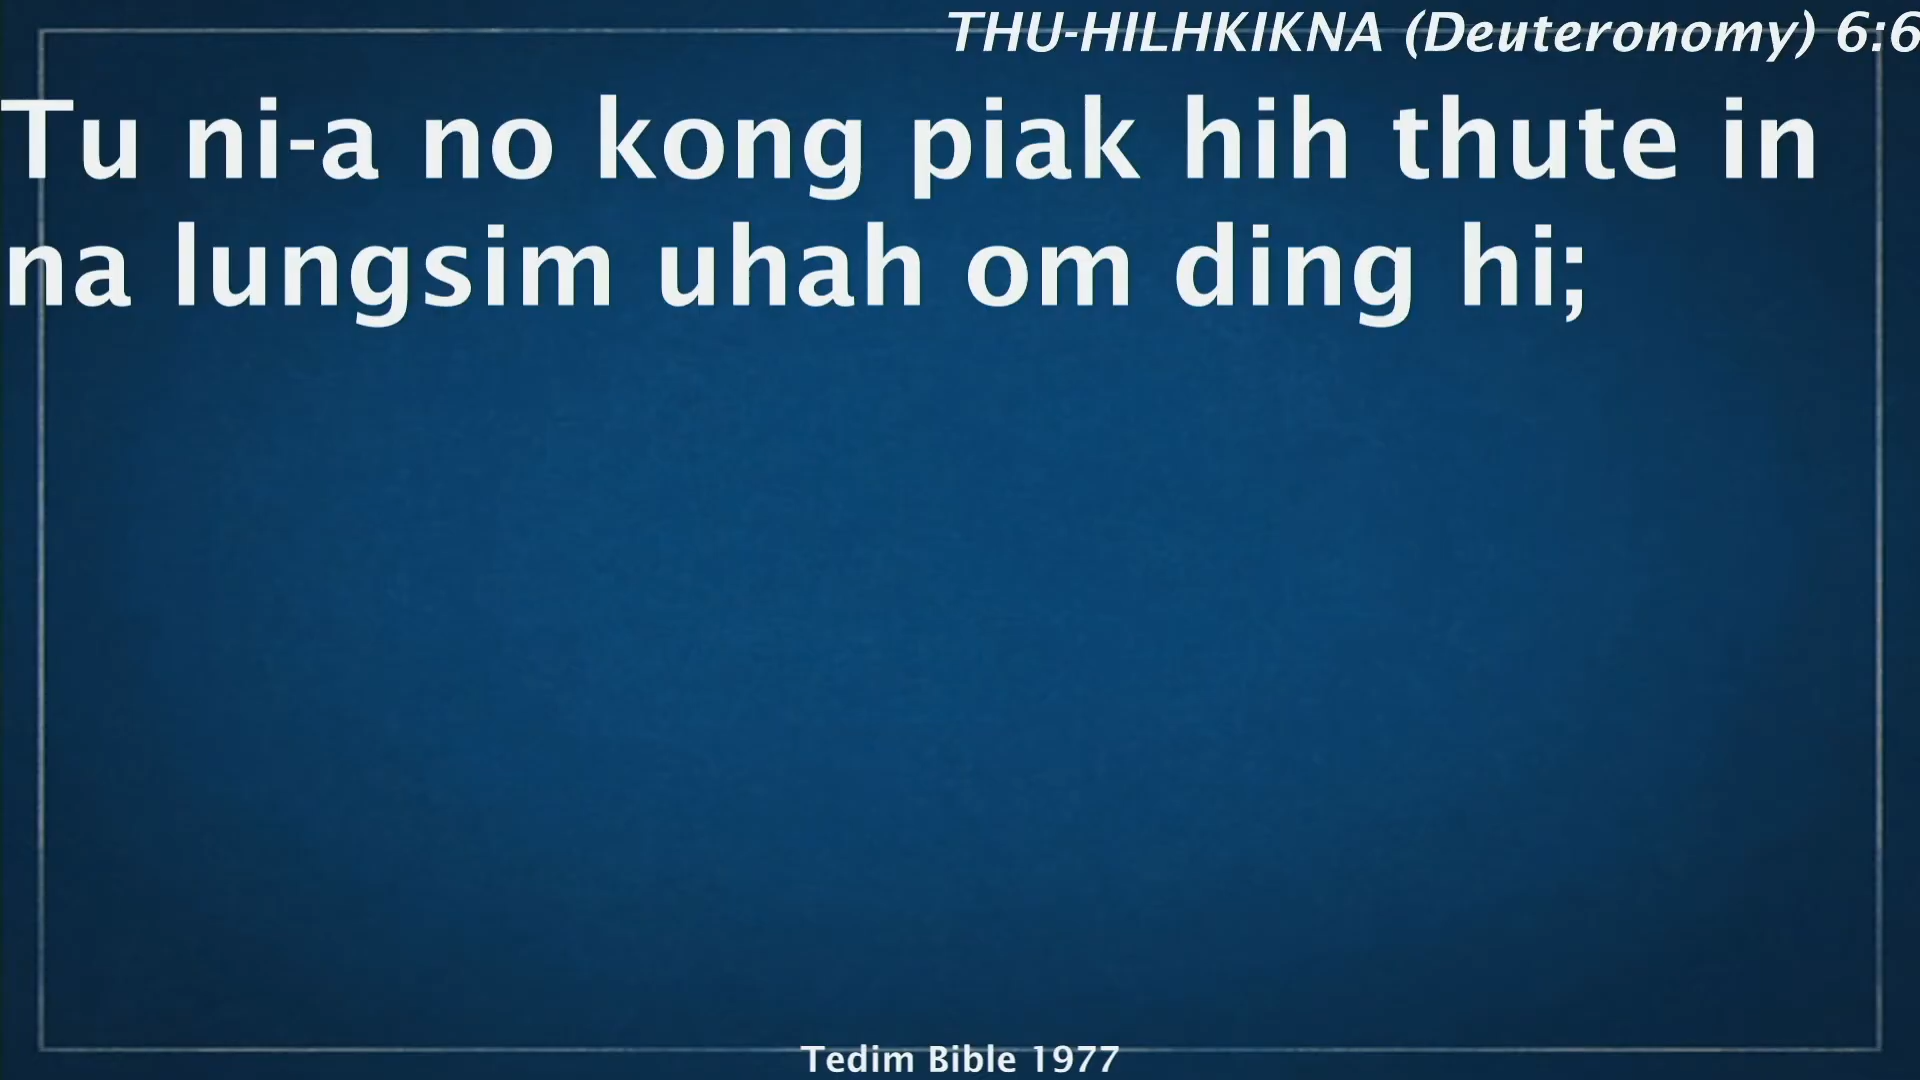 THU-HILHKIKNA (Deuteronomy) 6:6
Tu ni-a no kong piak hih thute in
na lungsim uhah om ding hi;
Tedim Bible 1977